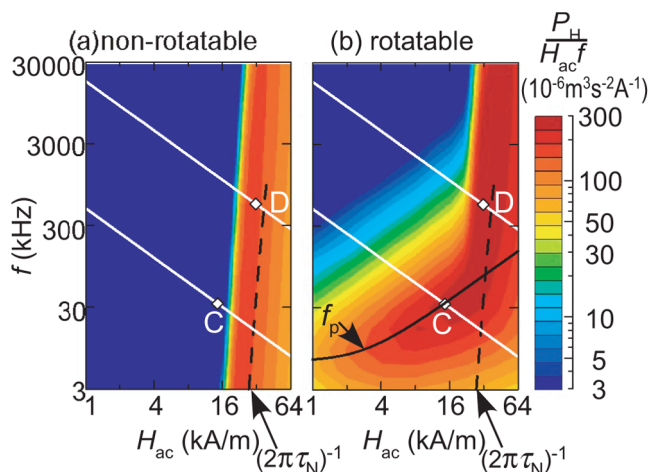 (a)non-rotatable
(b) rotatable
P_H
H_ac f
(10^-6 m^3 s^-2 A^-1)
30000
3000
300
30
3
f (kHz)
D
C
D
C
f_p
300
100
50
30
10
5
3
1 4 16 64
1 4 16 64
H_ac (kA/m)
(2πτ_N)^-1
H_ac (kA/m)
(2πτ_N)^-1